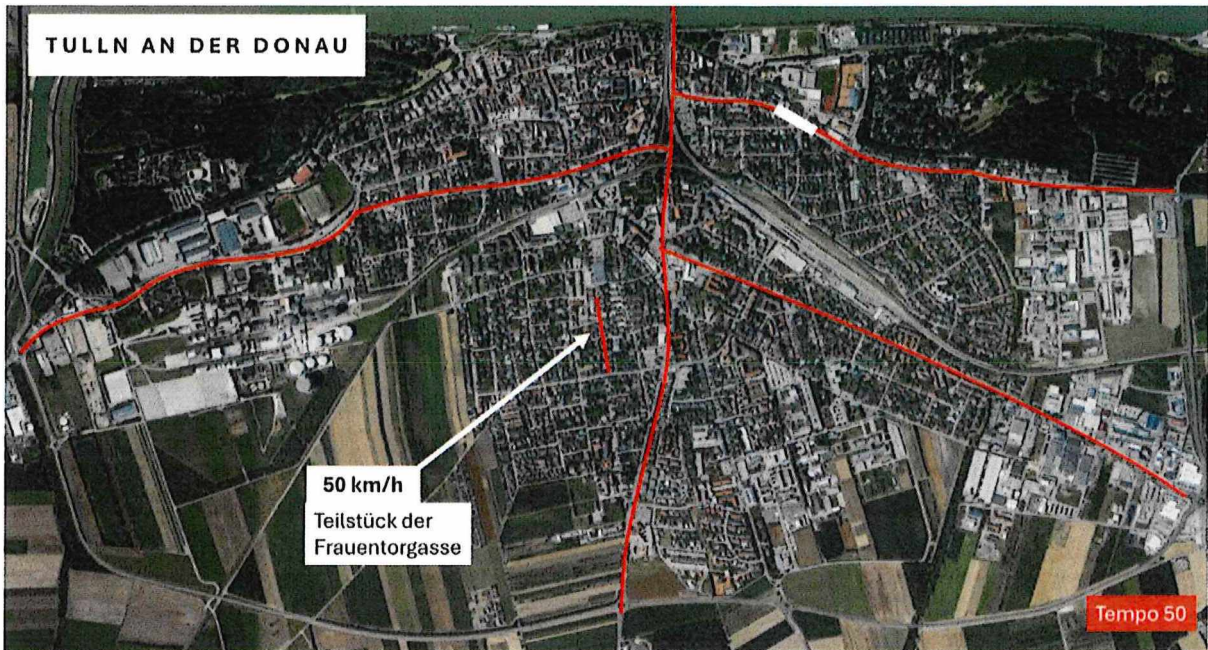 TULLN AN DER DONAU
50 km/h
Teilstück der
Frauentorgasse
Tempo 50